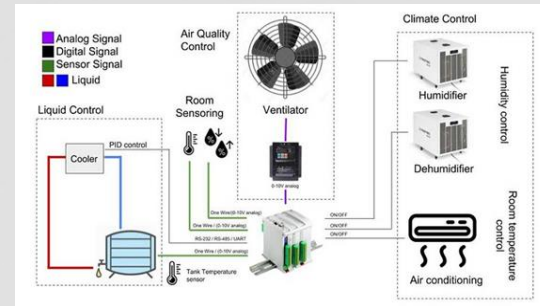 Analog Signal
Digital Signal
Sensor Signal
Liquid
Air Quality
Control
Climate Control
Liquid Control
Room
Sensoring
Ventilator
Humidifier
Humidity control
Cooler
PID control
0-10V analog
Dehumidifier
One Wire(0-10V analog)
One Wire / (0-10V analog)
RS-232 / RS-485 / UART
One Wire / (0-10V analog)
ON/OFF
ON/OFF
ON/OFF
Room temperature
control
Tank Temperature
sensor
Air conditioning